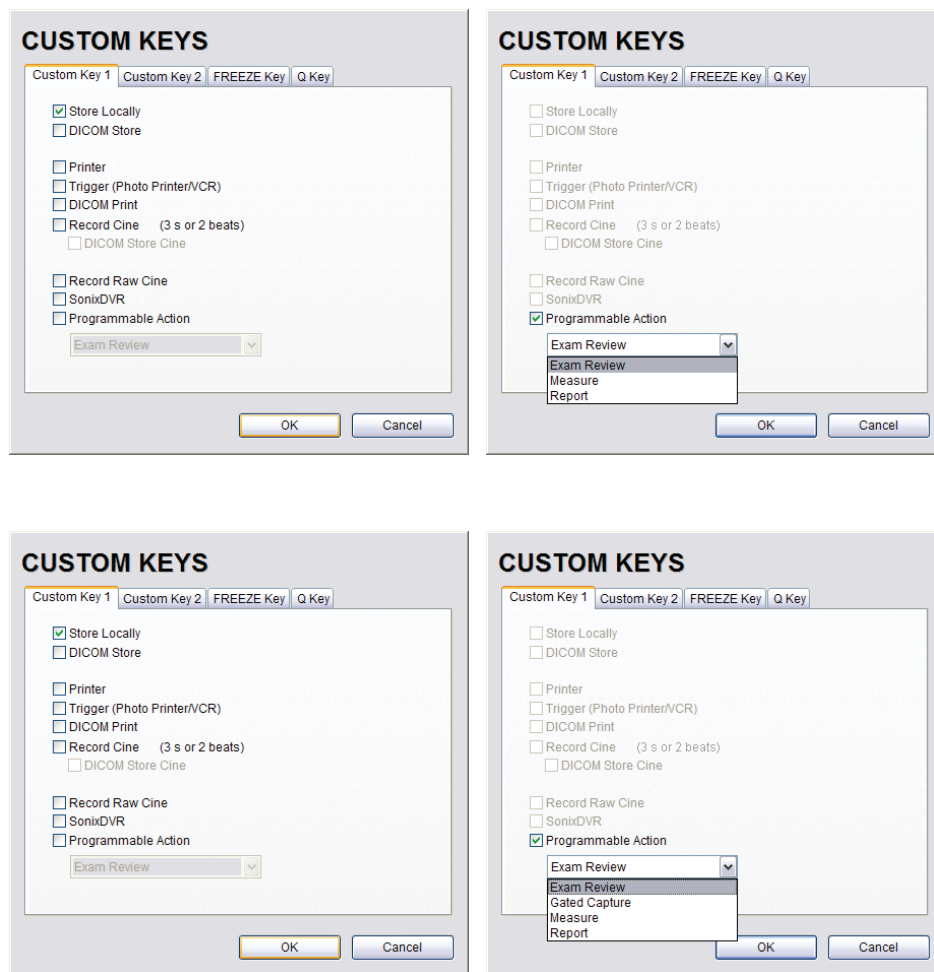 CUSTOM KEYS
Custom Key 1 Custom Key 2 FREEZE Key Q Key
Store Locally
DICOM Store
Printer
Trigger (Photo Printer/VCR)
DICOM Print
Record Cine (3 s or 2 beats)
DICOM Store Cine
Record Raw Cine
SonixDVR
Programmable Action
Exam Review
OK Cancel
CUSTOM KEYS
Custom Key 1 Custom Key 2 FREEZE Key Q Key
Store Locally
DICOM Store
Printer
Trigger (Photo Printer/VCR)
DICOM Print
Record Cine (3 s or 2 beats)
DICOM Store Cine
Record Raw Cine
SonixDVR
Programmable Action
Exam Review
Exam Review
Measure
Report
OK Cancel
CUSTOM KEYS
Custom Key 1 Custom Key 2 FREEZE Key Q Key
Store Locally
DICOM Store
Printer
Trigger (Photo Printer/VCR)
DICOM Print
Record Cine (3 s or 2 beats)
DICOM Store Cine
Record Raw Cine
SonixDVR
Programmable Action
Exam Review
OK Cancel
CUSTOM KEYS
Custom Key 1 Custom Key 2 FREEZE Key Q Key
Store Locally
DICOM Store
Printer
Trigger (Photo Printer/VCR)
DICOM Print
Record Cine (3 s or 2 beats)
DICOM Store Cine
Record Raw Cine
SonixDVR
Programmable Action
Exam Review
Exam Review
Gated Capture
Measure
Report
OK Cancel